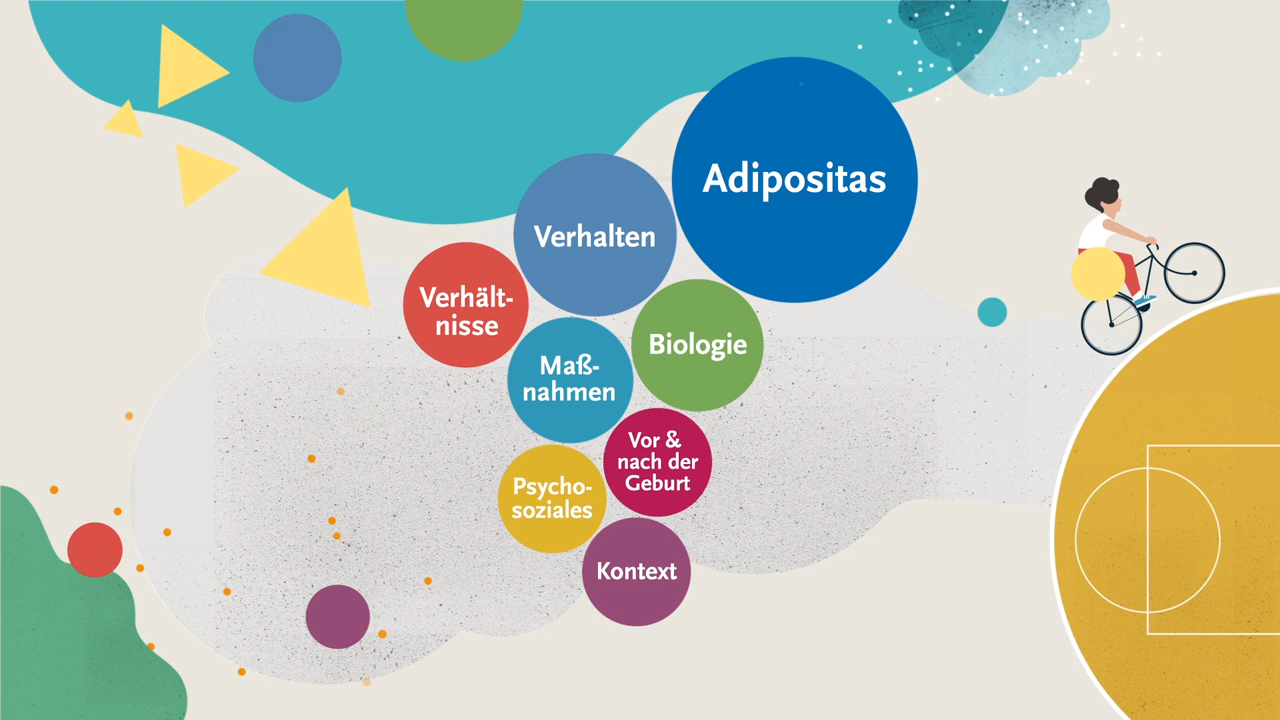 Adipositas
Verhalten
Verhält-
nisse
Biologie
Maß-
nahmen
Vor &
nach der
Geburt
Psycho-
soziales
Kontext